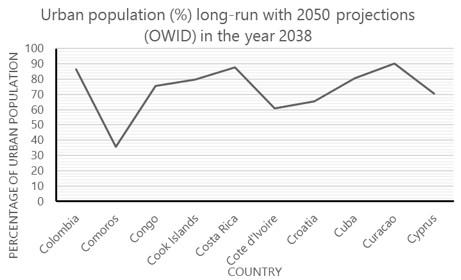 Urban population (%) long-run with 2050 projections
(OWID) in the year 2038
PERCENTAGE OF URBAN POPULATION
100
90
80
70
60
50
40
30
20
10
0
Colombia
Comoros
Congo
Cook Islands
Costa Rica
Cote d'Ivoire
Croatia
Cuba
Curacao
Cyprus
COUNTRY